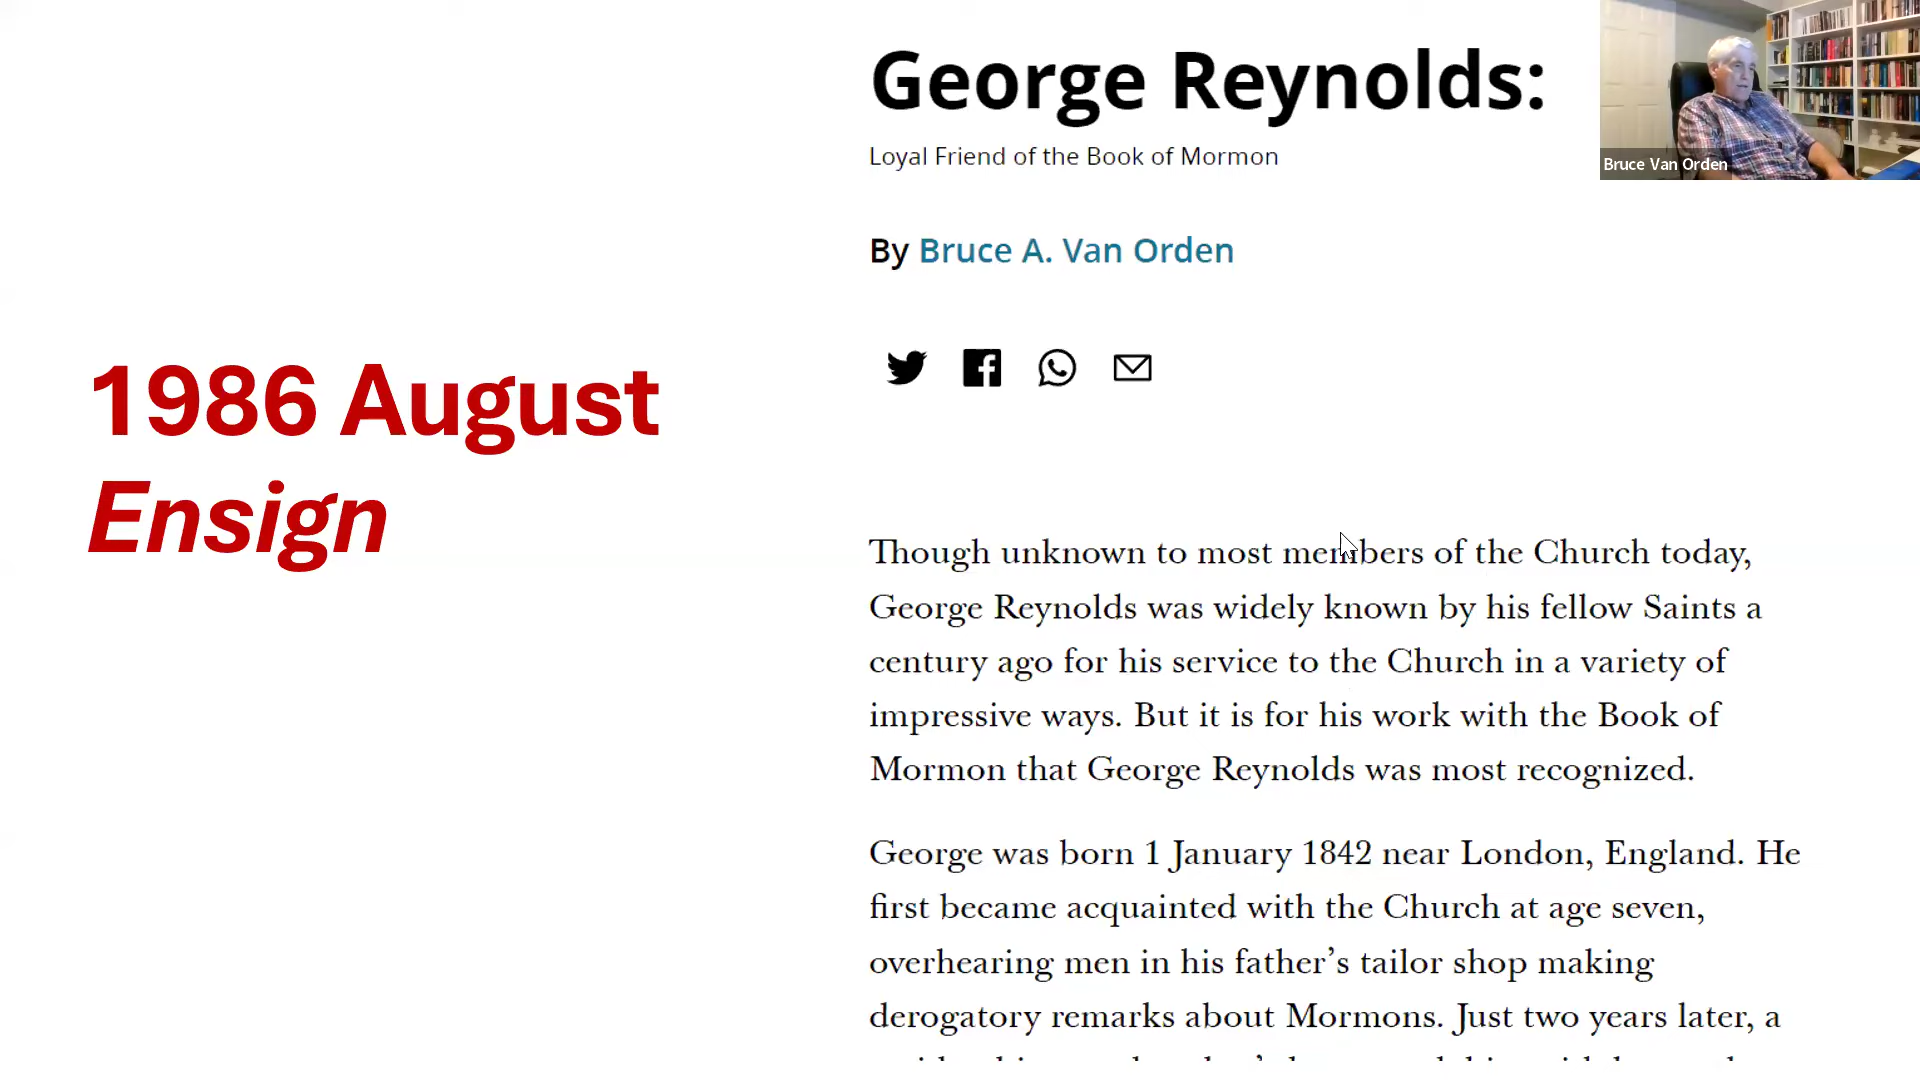 George Reynolds:
Loyal Friend of the Book of Mormon
Bruce Van Orden
By Bruce A. Van Orden
1986 August
Ensign
Though unknown to most members of the Church today,
George Reynolds was widely known by his fellow Saints a
century ago for his service to the Church in a variety of
impressive ways. But it is for his work with the Book of
Mormon that George Reynolds was most recognized.
George was born 1 January 1842 near London, England. He
first became acquainted with the Church at age seven,
overhearing men in his father’s tailor shop making
derogatory remarks about Mormons. Just two years later, a